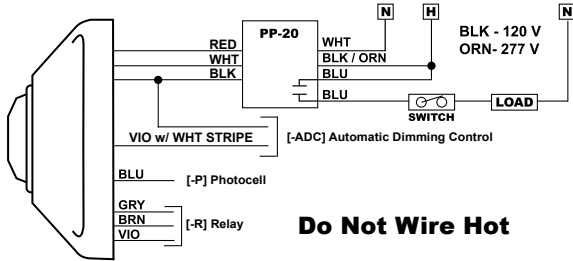 N H N
PP-20
BLK - 120 V
ORN- 277 V
RED WHT
WHT BLK / ORN
BLK BLU
BLU
SWITCH
LOAD
VIO w/ WHT STRIPE [-ADC] Automatic Dimming Control
BLU [-P] Photocell
GRY
BRN [-R] Relay
VIO
Do Not Wire Hot